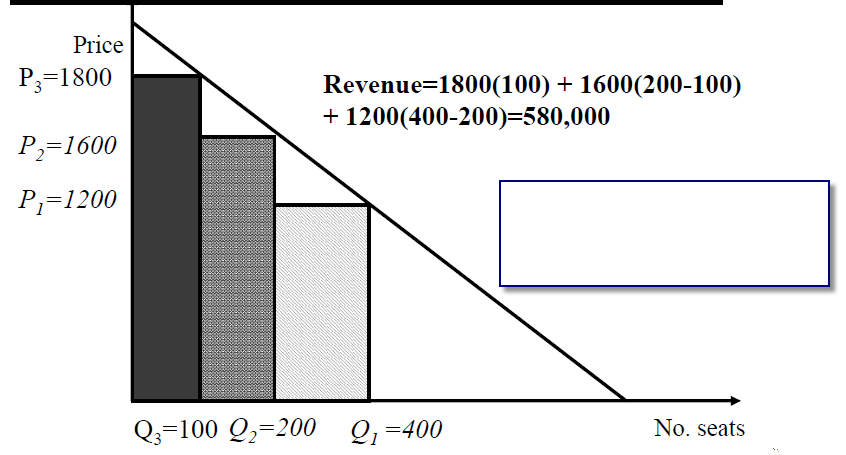 Price
P3=1800
Revenue=1800(100) + 1600(200-100)
+ 1200(400-200)=580,000
P2=1600
P1=1200
Q3=100 Q2=200 Q1 =400
No. seats